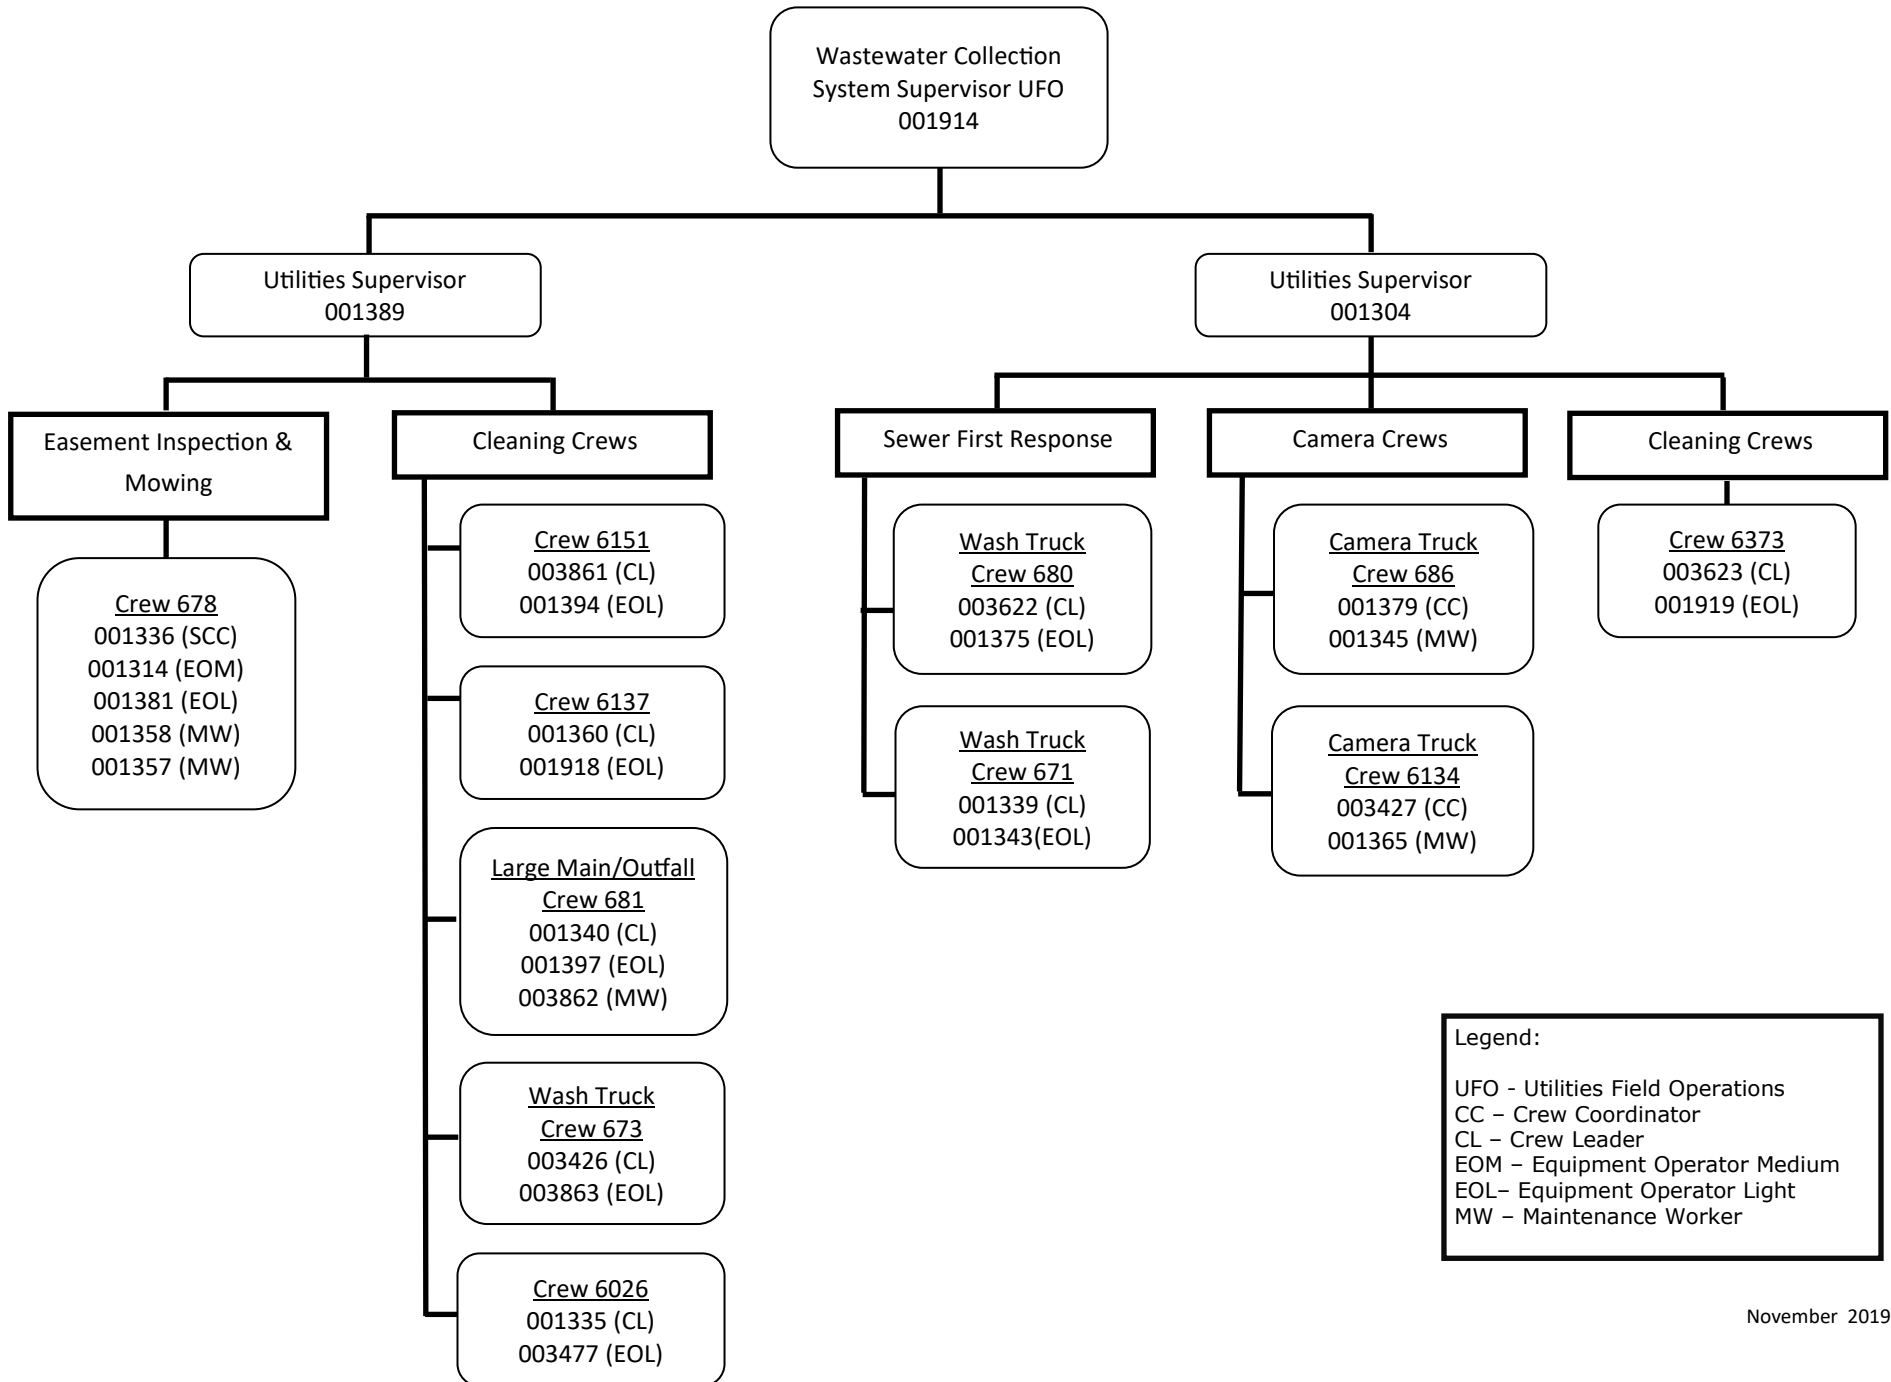 Wastewater Collection
System Supervisor UFO
001914
Utilities Supervisor
001389
Utilities Supervisor
001304
Easement Inspection &
Mowing
Crew 678
001336 (SCC)
001314 (EOM)
001381 (EOL)
001358 (MW)
001357 (MW)
Cleaning Crews
Crew 6151
003861 (CL)
001394 (EOL)
Crew 6137
001360 (CL)
001918 (EOL)
Large Main/Outfall
Crew 681
001340 (CL)
001397 (EOL)
003862 (MW)
Wash Truck
Crew 673
003426 (CL)
003863 (EOL)
Crew 6026
001335 (CL)
003477 (EOL)
Sewer First Response
Wash Truck
Crew 680
003622 (CL)
001375 (EOL)
Wash Truck
Crew 671
001339 (CL)
001343(EOL)
Camera Crews
Camera Truck
Crew 686
001379 (CC)
001345 (MW)
Camera Truck
Crew 6134
003427 (CC)
001365 (MW)
Cleaning Crews
Crew 6373
003623 (CL)
001919 (EOL)
Legend:
UFO - Utilities Field Operations
CC – Crew Coordinator
CL – Crew Leader
EOM – Equipment Operator Medium
EOL– Equipment Operator Light
MW – Maintenance Worker
November 2019